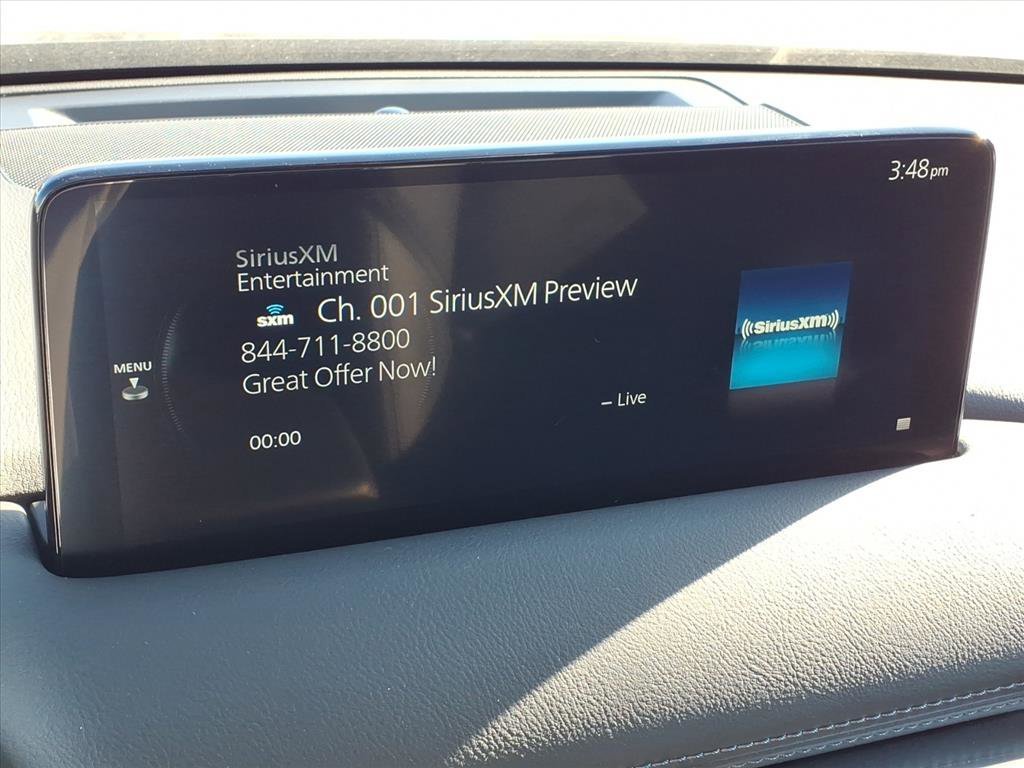 3:48pm
SiriusXM
Entertainment
sxm Ch. 001 SiriusXM Preview
844-711-8800
Great Offer Now!
MENU
– Live
00:00
((SiriusXM))